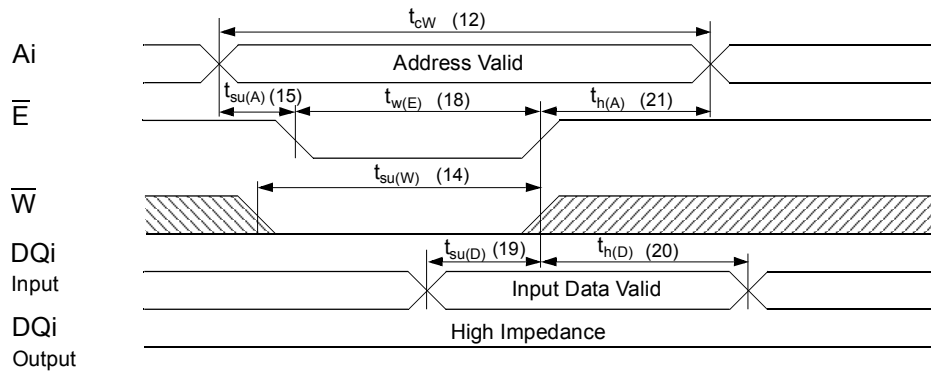 tcW (12)
Ai
Address Valid
tsu(A) (15) tw(E) (18) th(A) (21)
E̅
tsu(W) (14)
W̅
DQi
Input
tsu(D) (19) th(D) (20)
Input Data Valid
DQi
Output
High Impedance